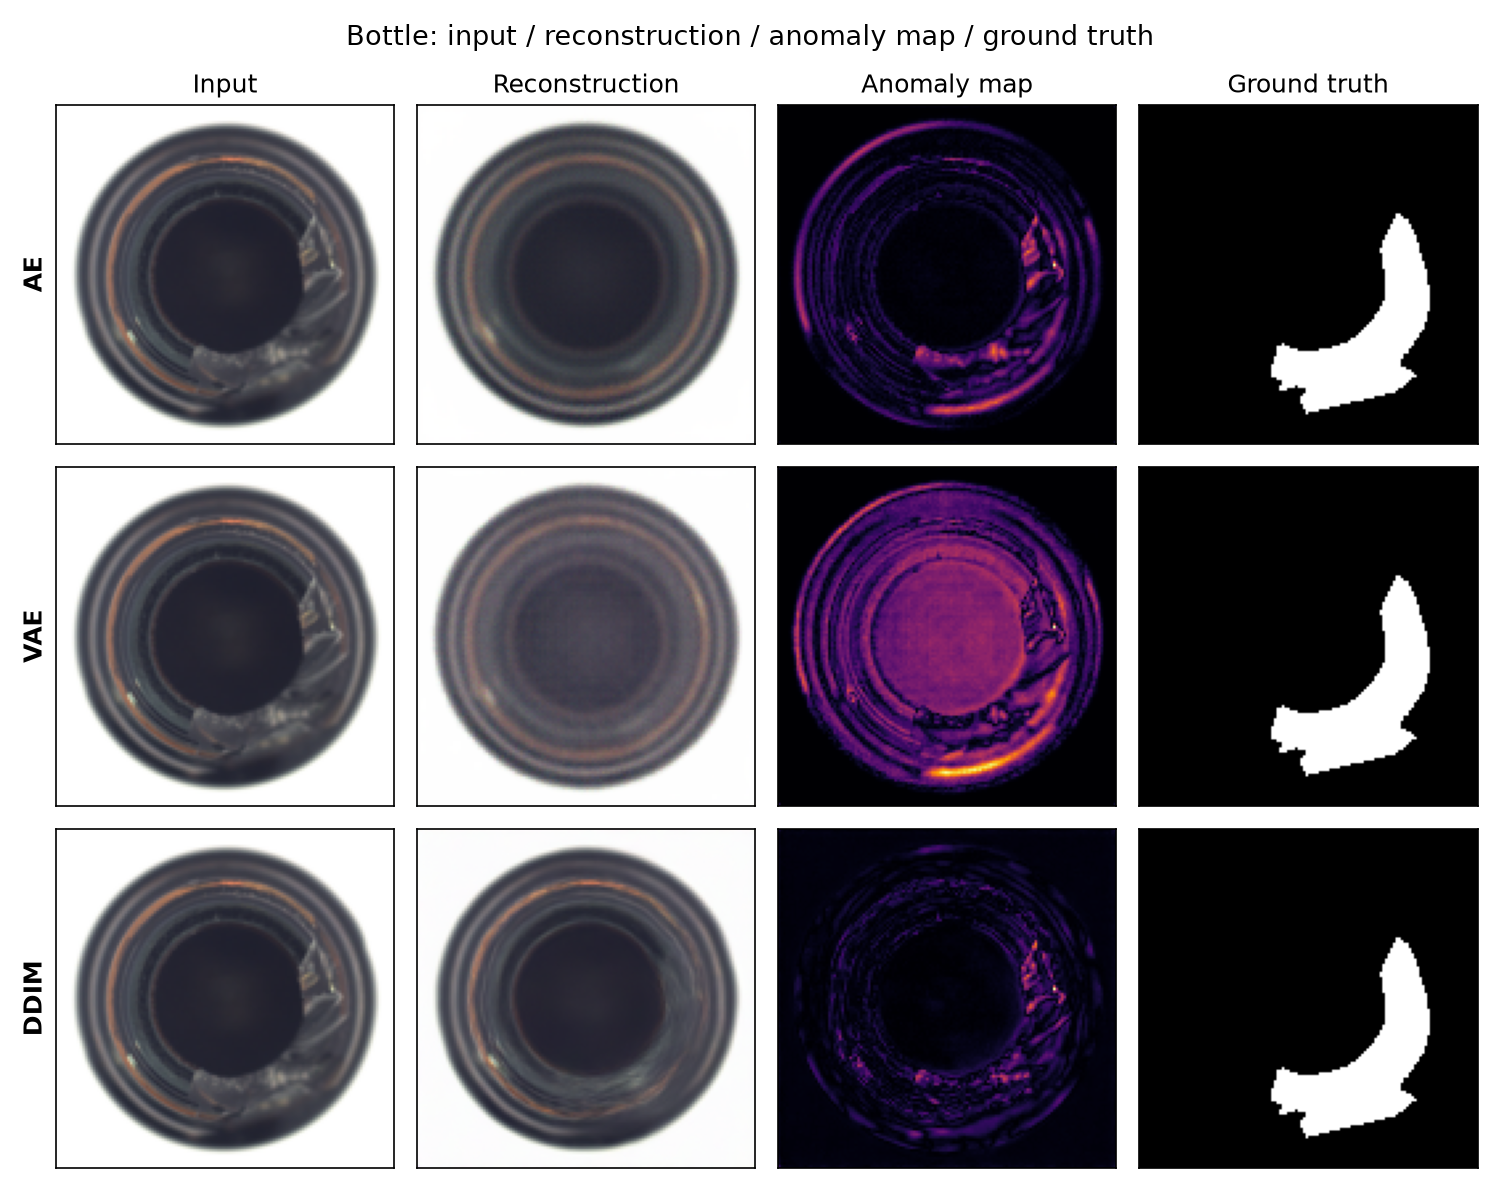 Bottle: input / reconstruction / anomaly map / ground truth
Input Reconstruction Anomaly map Ground truth
AE
VAE
DDIM